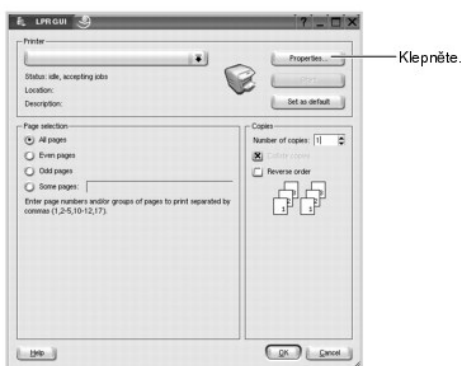 LPR GUI
Printer
Properties...
Klepněte.
Status: idle, accepting jobs
Location:
Description:
Set as default
Page selection
All pages
Even pages
Odd pages
Some pages:
Enter page numbers and/or groups of pages to print separated by
commas (1,2-5,10-12,17).
Copies
Number of copies: 1
Collate copies
Reverse order
Help
OK
Cancel